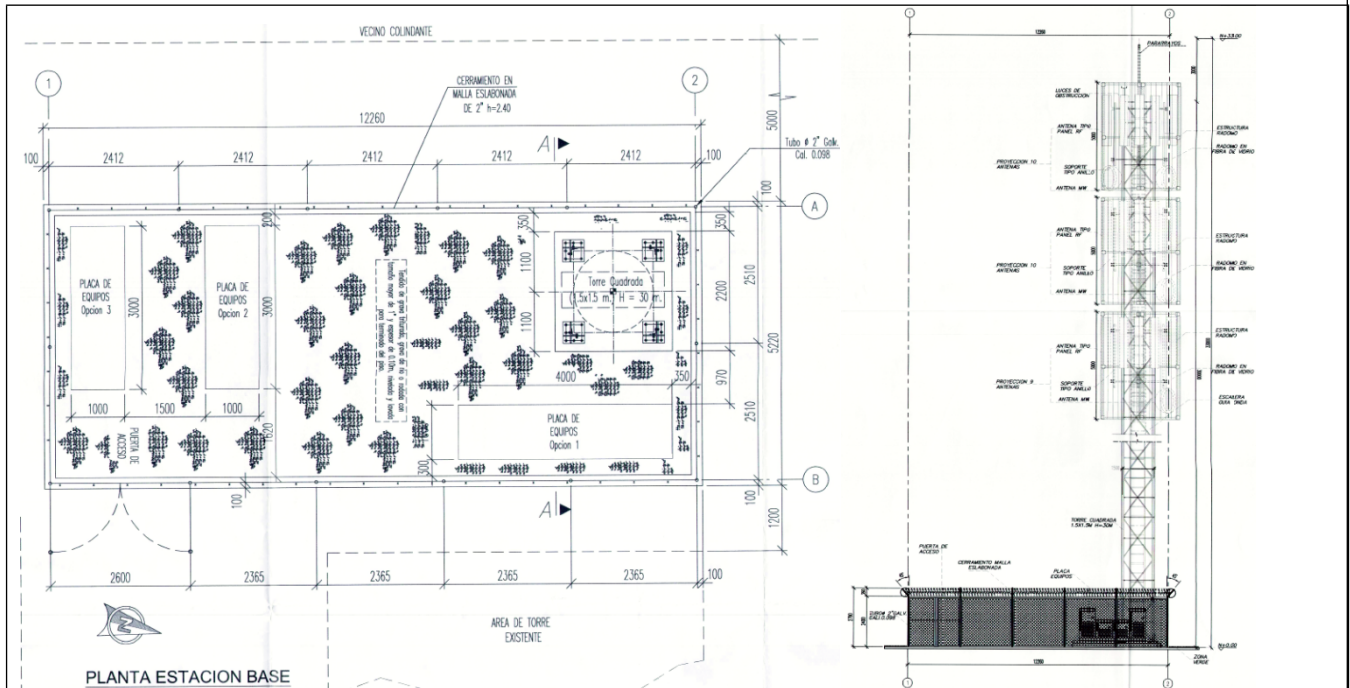 VECINO COLINDANTE
1
2
CERRAMIENTO EN
MALLA ESLABONADA
DE 2" h=2.40
12260
A
5000
100
2412
2412
2412
2412
2412
100
Tubo Ø 2" Galv.
Cal. 0.098
100
A
200
350
350
1100
2510
PLACA DE
EQUIPOS
Opcion 3
3000
PLACA DE
EQUIPOS
Opcion 2
3000
Torre Cuadrada
(1.5x1.5 m.) H = 30 m.
2200
1100
5220
4000
350
970
1000
1500
1000
1620
PUERTA DE
ACCESO
300
PLACA DE
EQUIPOS
Opcion 1
2510
B
100
A
100
1200
2600
2365
2365
2365
2365
100
N
AREA DE TORRE
EXISTENTE
PLANTA ESTACION BASE
1
2
12260
PARARRAYOS
LUCES DE
OBSTRUCCION
ANTENA TIPO
PANEL RF
ESTRUCTURA
RADOMO
PROYECCION 10
ANTENAS
SOPORTE
TIPO ANILLO
RADOMO EN
FIBRA DE VIDRIO
ANTENA MW
ANTENA TIPO
PANEL RF
ESTRUCTURA
RADOMO
PROYECCION 10
ANTENAS
SOPORTE
TIPO ANILLO
RADOMO EN
FIBRA DE VIDRIO
ANTENA MW
ANTENA TIPO
PANEL RF
ESTRUCTURA
RADOMO
PROYECCION 9
ANTENAS
SOPORTE
TIPO ANILLO
RADOMO EN
FIBRA DE VIDRIO
ANTENA MW
ESCALERA
GUIA ONDA
TORRE CUADRADA
1.5X1.5M H=30M
PUERTA DE
ACCESO
CERRAMIENTO MALLA
ESLABONADA
PLACA
EQUIPOS
ZONA
VERDE
12260
1
2